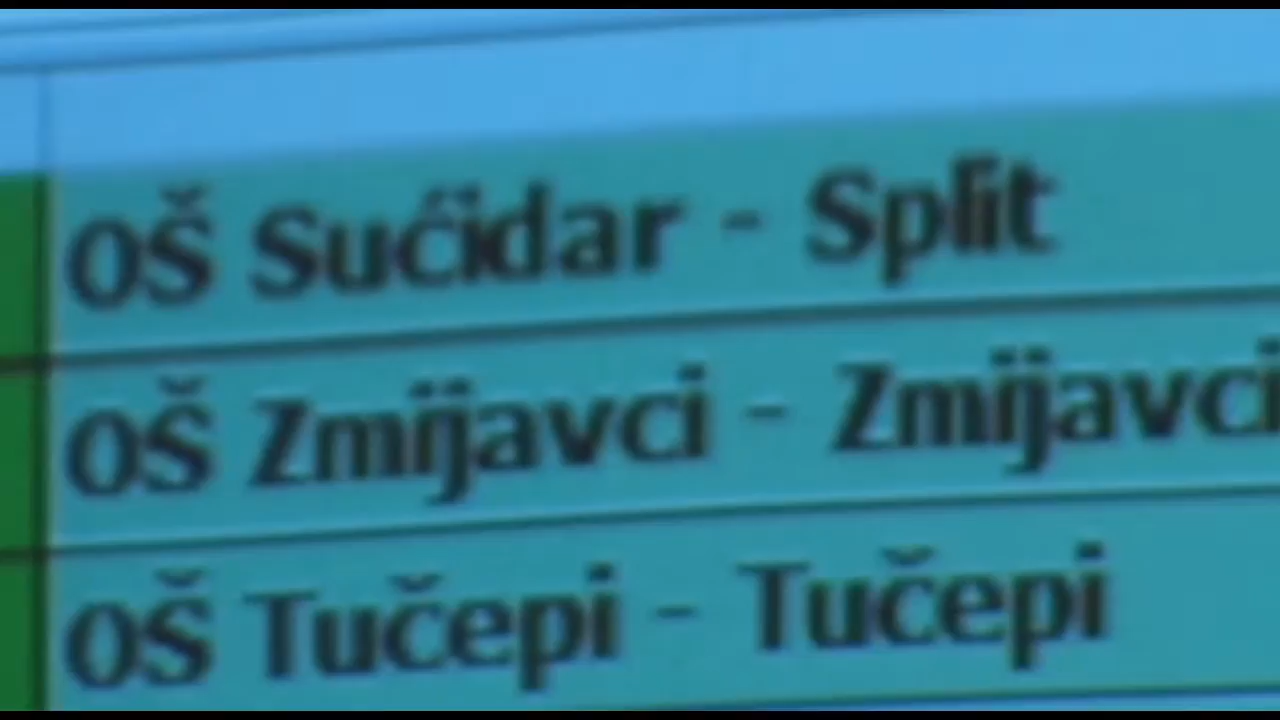 OŠ Sućidar - Split
OŠ Zmijavci - Zmijavci
OŠ Tučepi - Tučepi